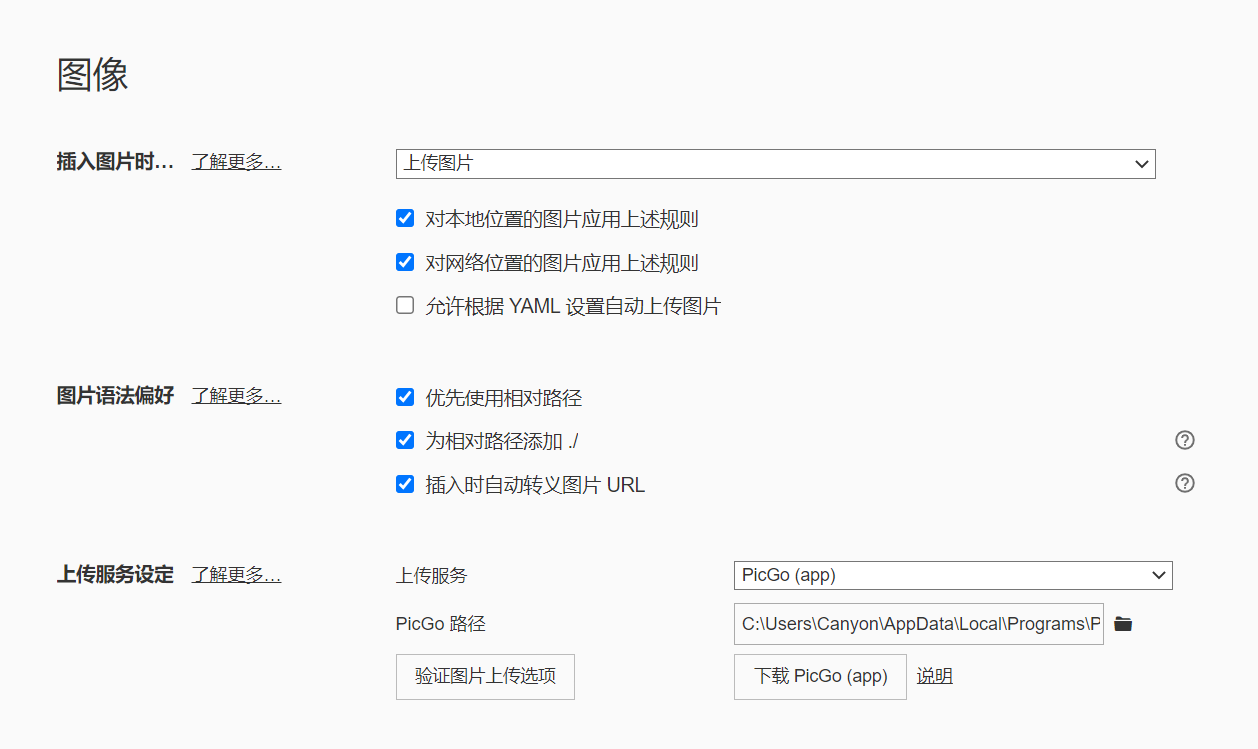 图像
插入图片时… 了解更多… 上传图片
对本地位置的图片应用上述规则
对网络位置的图片应用上述规则
允许根据 YAML 设置自动上传图片
图片语法偏好 了解更多… 优先使用相对路径
为相对路径添加 ./
插入时自动转义图片 URL
上传服务设定 了解更多… 上传服务 PicGo (app)
PicGo 路径 C:\Users\Canyon\AppData\Local\Programs\P
验证图片上传选项 下载 PicGo (app) 说明